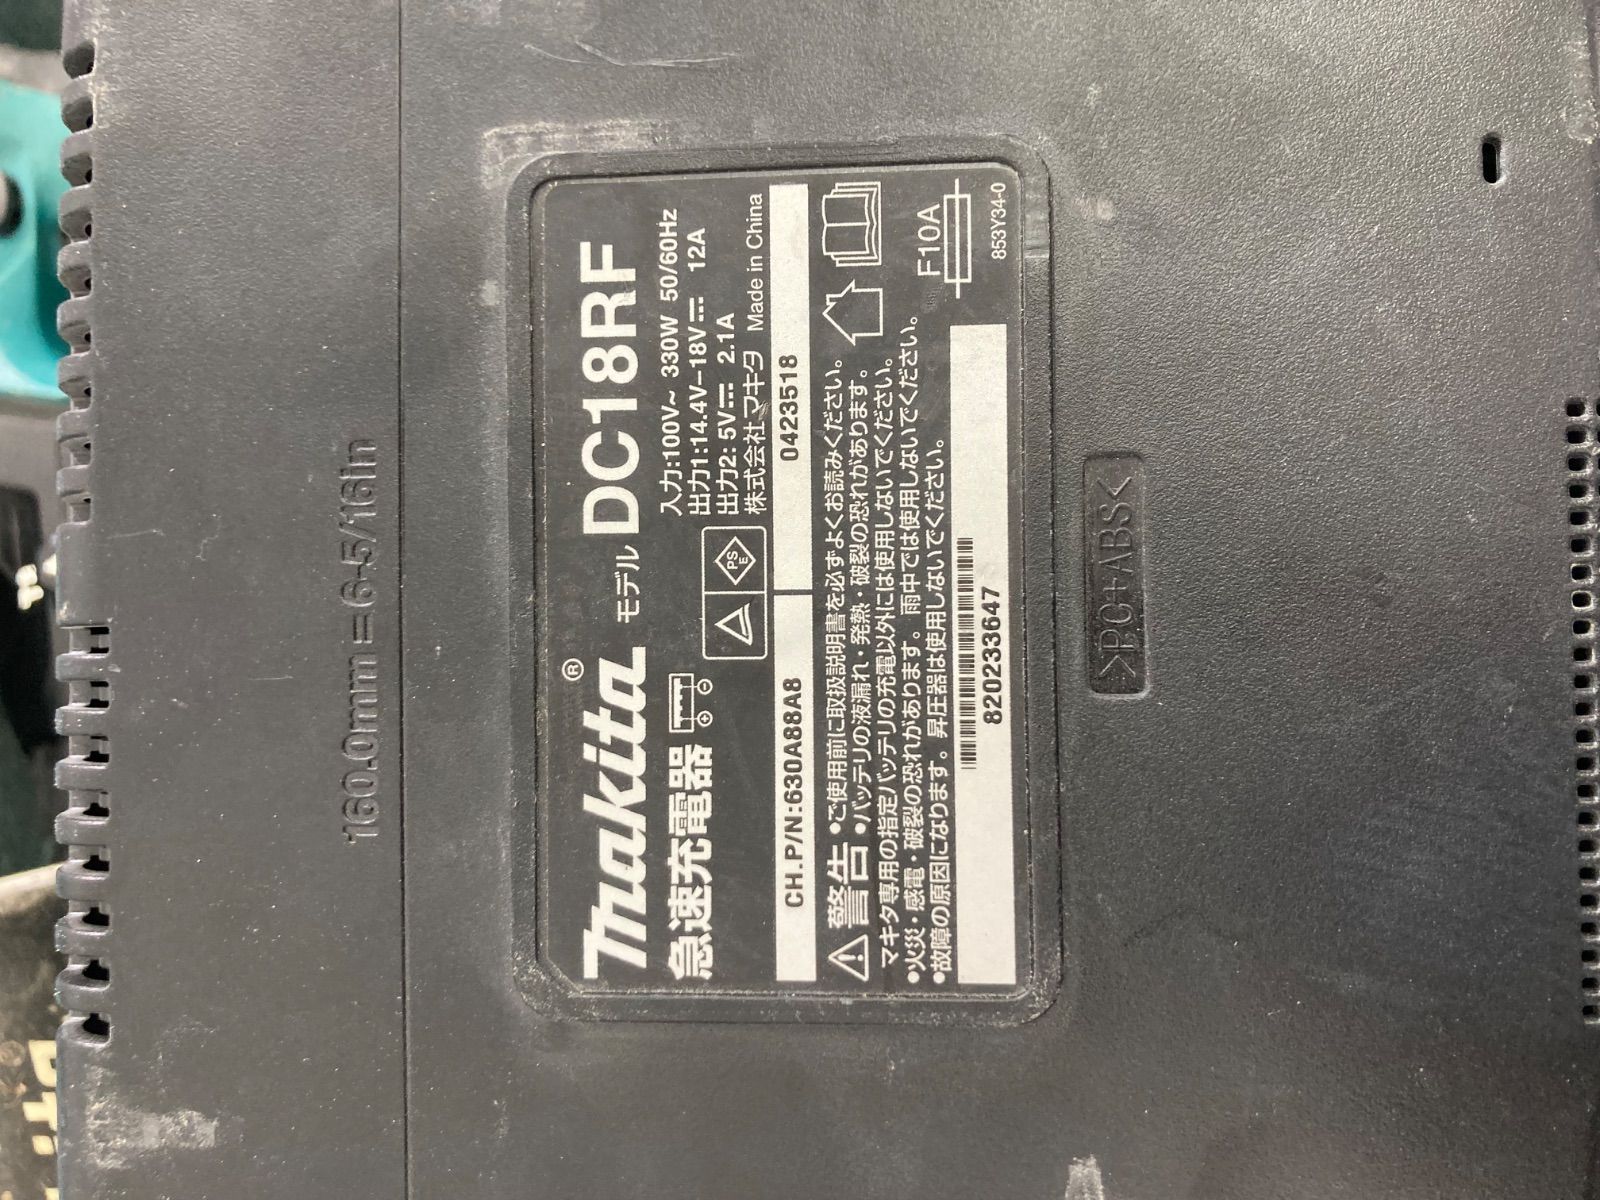 160.0mm=6-5/16in
Makita® モデル DC18RF
急速充電器
入力:100V~ 330W 50/60Hz
出力1:14.4V-18V⎓ 12A
出力2: 5V⎓ 2.1A
株式会社マキタ Made in China
PS
E
CH.P/N:630A88A8 0423518
警告
•ご使用前に取扱説明書を必ずよくお読みください。
•バッテリの液漏れ・発熱・破裂の恐れがあります。
マキタ専用の指定バッテリの充電以外には使用しないでください。
•火災・感電・破裂の恐れがあります。雨中では使用しないでください。
•故障の原因になります。昇圧器は使用しないでください。
F10A
820233647
853Y34-0
>PC+ABS<